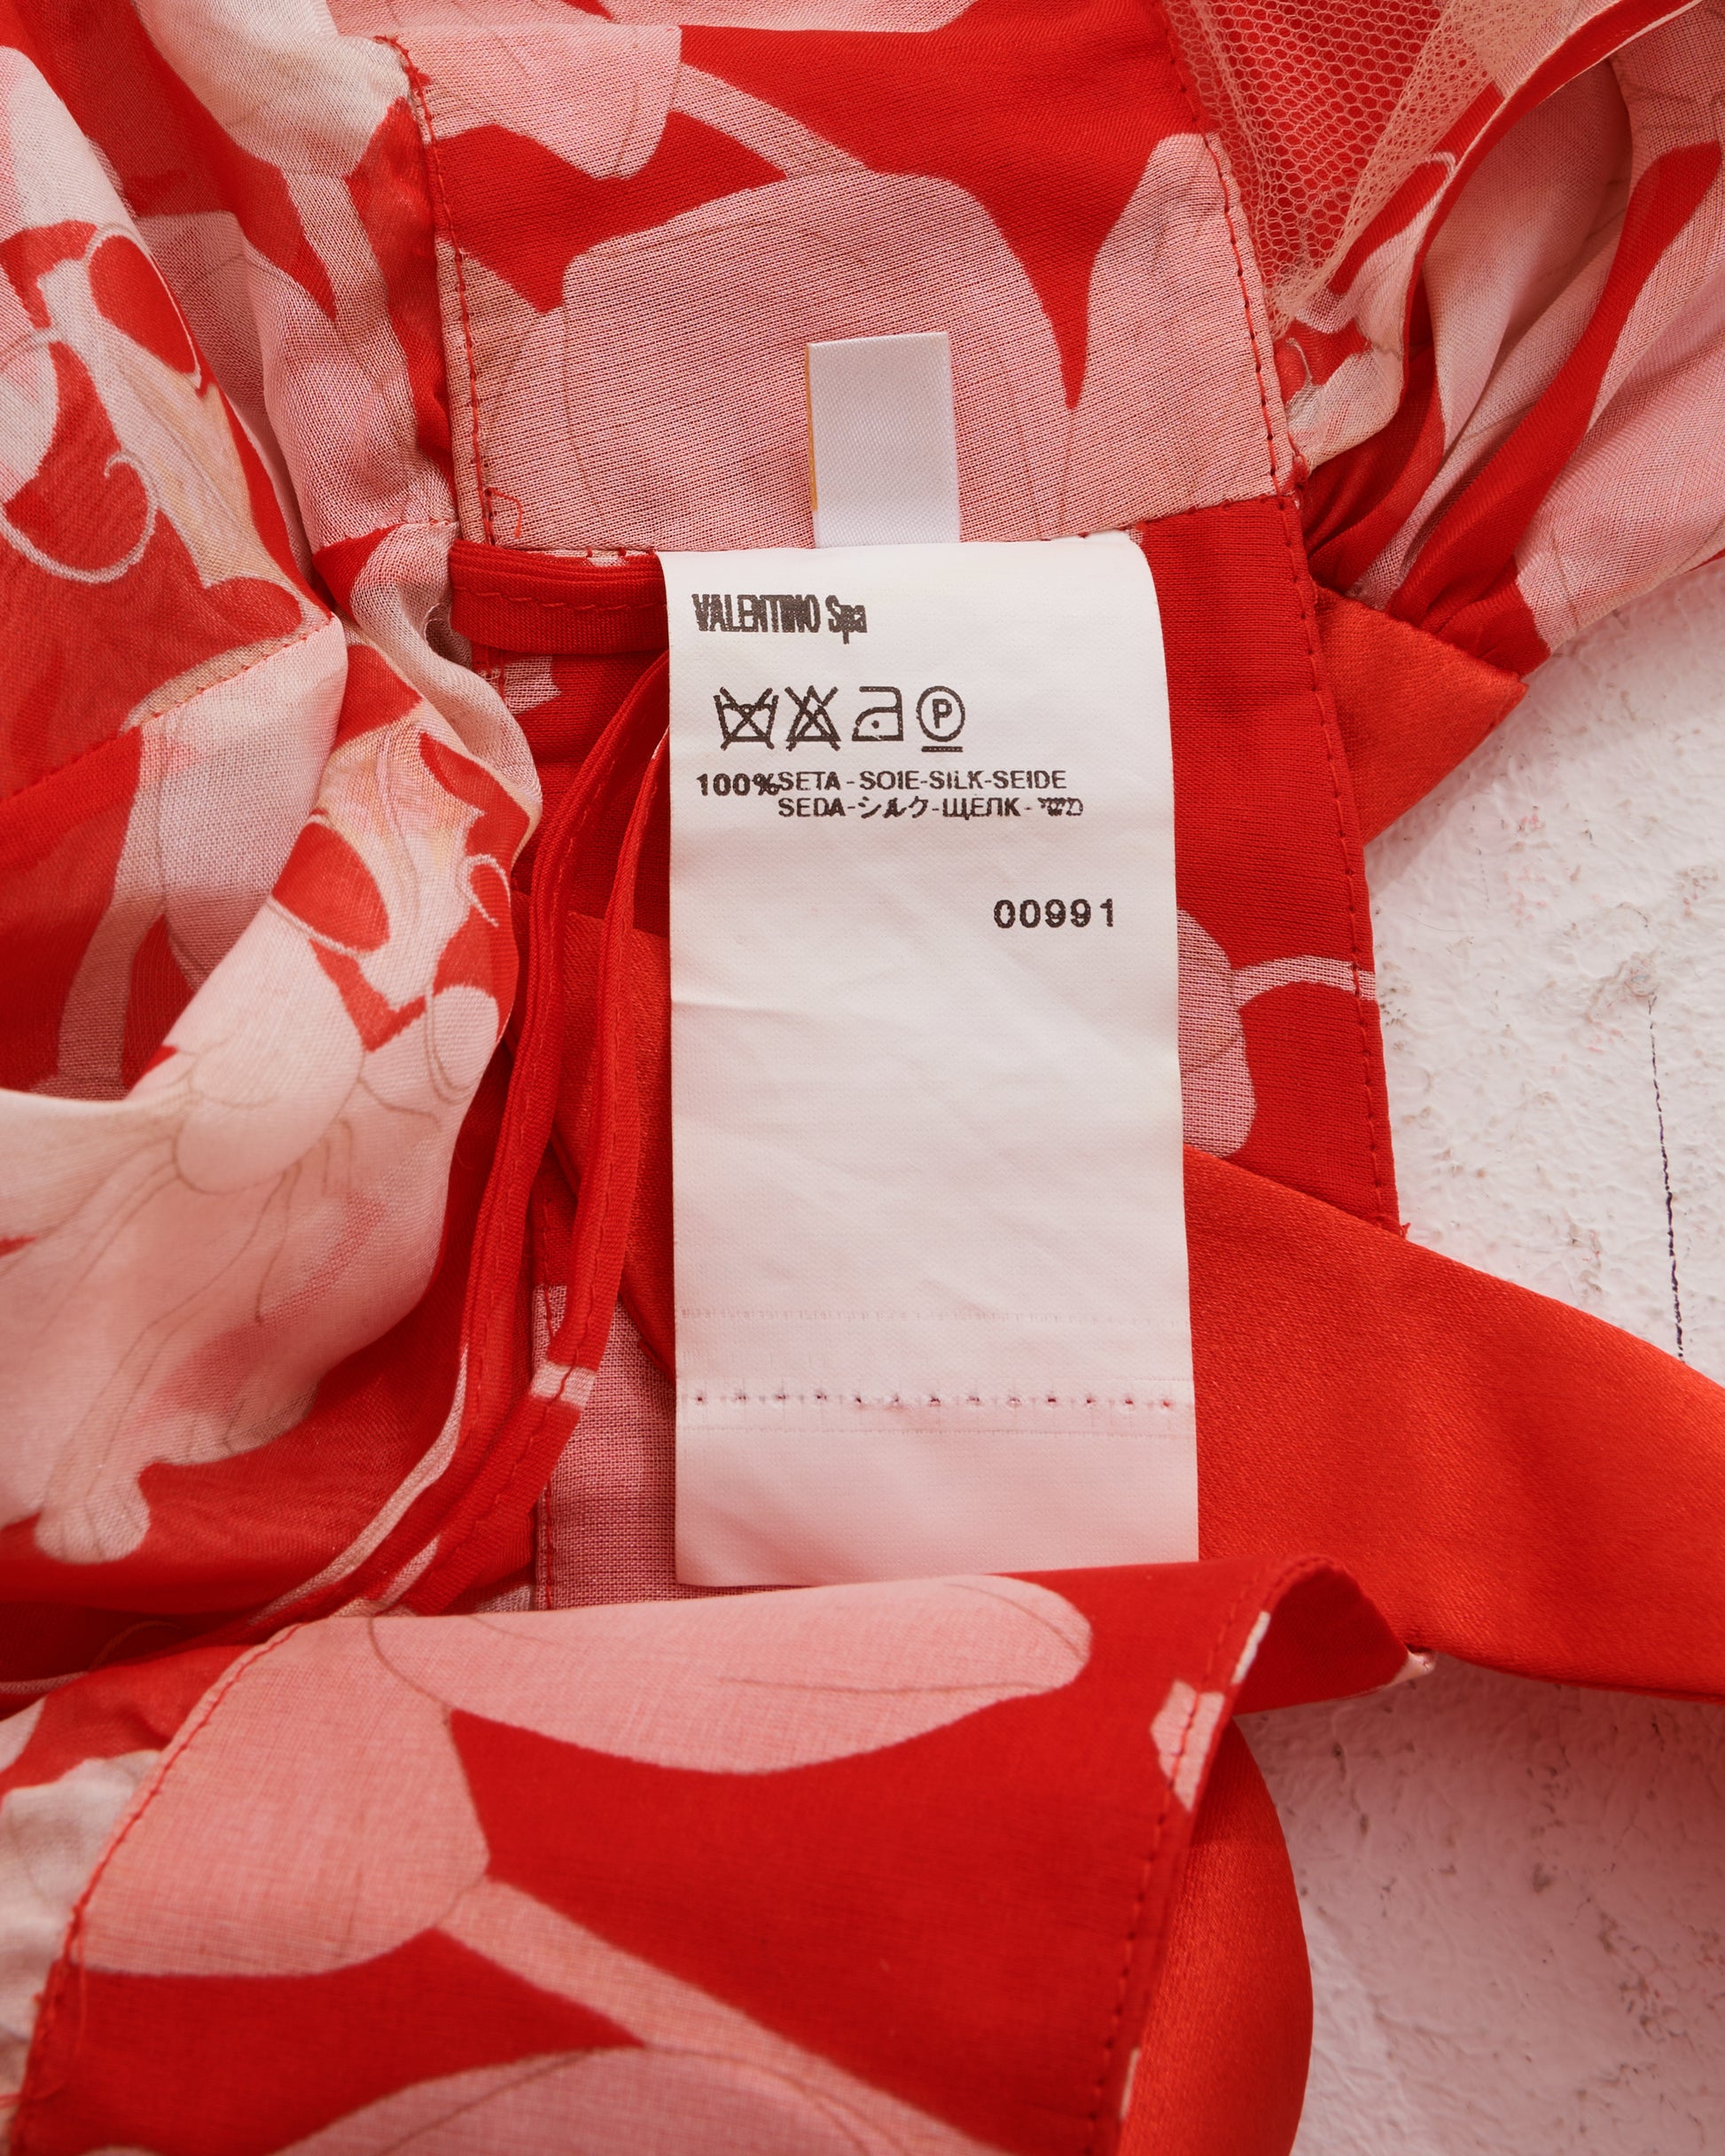 VALENTINO Spa
P
100%SETA-SOIE-SILK-SEIDE
SEDA-シルク-ЩЕЛК-
00991